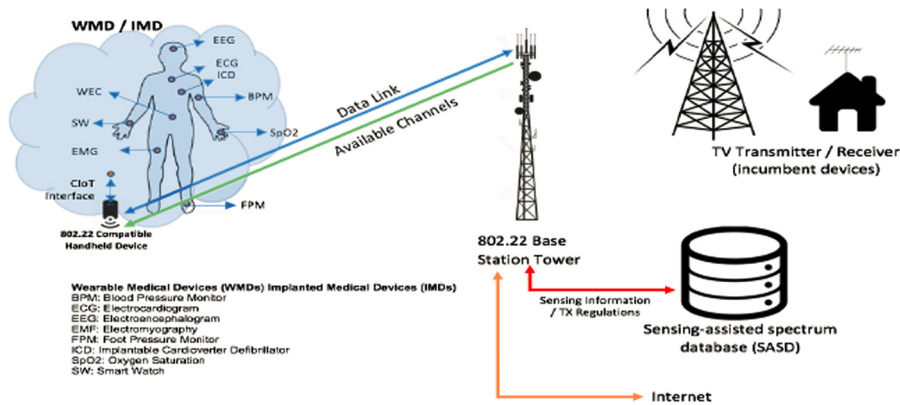 WMD / IMD
EEG
ECG
ICD
WEC
BPM
SW
SpO2
EMG
CIoT
Interface
FPM
802.22 Compatible
Handheld Device
Data Link
Available Channels
802.22 Base
Station Tower
TV Transmitter / Receiver
(incumbent devices)
Sensing Information
/ TX Regulations
Sensing-assisted spectrum
database (SASD)
Internet
Wearable Medical Devices (WMDs) Implanted Medical Devices (IMDs)
BPM: Blood Pressure Monitor
ECG: Electrocardiogram
EEG: Electroencephalogram
EMF: Electromyography
FPM: Foot Pressure Monitor
ICD: Implantable Cardioverter Defibrillator
SpO2: Oxygen Saturation
SW: Smart Watch